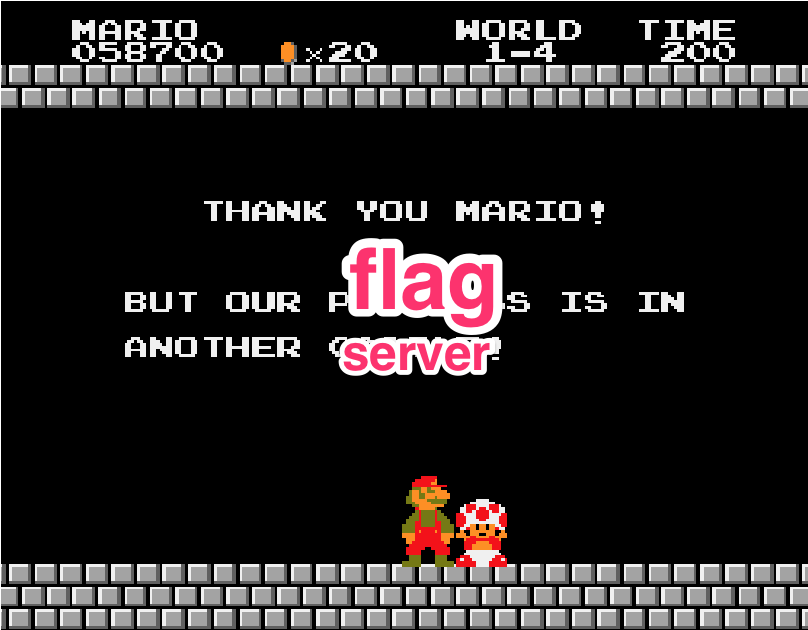 MARIO WORLD TIME
058700 ×20 1-4 200
THANK YOU MARIO!
BUT OUR flag IS IN
ANOTHER server!